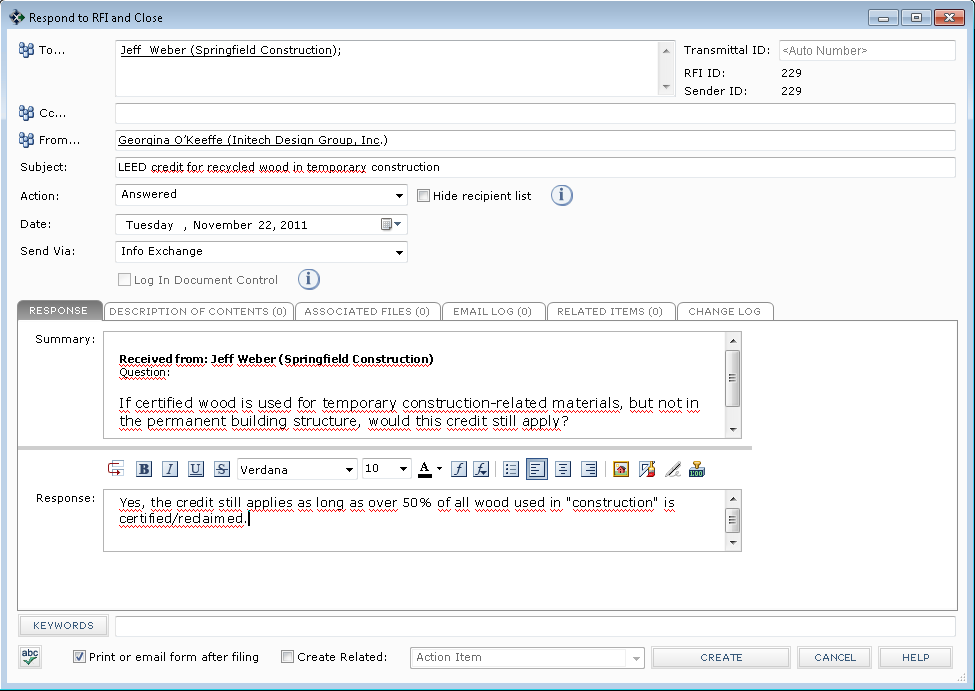 Respond to RFI and Close
To... Jeff  Weber (Springfield Construction);
Transmittal ID: <Auto Number>
RFI ID: 229
Sender ID: 229
Cc...
From... Georgina O'Keeffe (Initech Design Group, Inc.)
Subject: LEED credit for recycled wood in temporary construction
Action: Answered Hide recipient list i
Date: Tuesday , November 22, 2011
Send Via: Info Exchange
Log In Document Control i
RESPONSE DESCRIPTION OF CONTENTS (0) ASSOCIATED FILES (0) EMAIL LOG (0) RELATED ITEMS (0) CHANGE LOG
Summary:
Received from: Jeff Weber (Springfield Construction)
Question:
If certified wood is used for temporary construction-related materials, but not in
the permanent building structure, would this credit still apply?
B I U S Verdana 10 A f f
Response:
Yes, the credit still applies as long as over 50% of all wood used in "construction" is
certified/reclaimed.
KEYWORDS
abc Print or email form after filing Create Related: Action Item CREATE CANCEL HELP